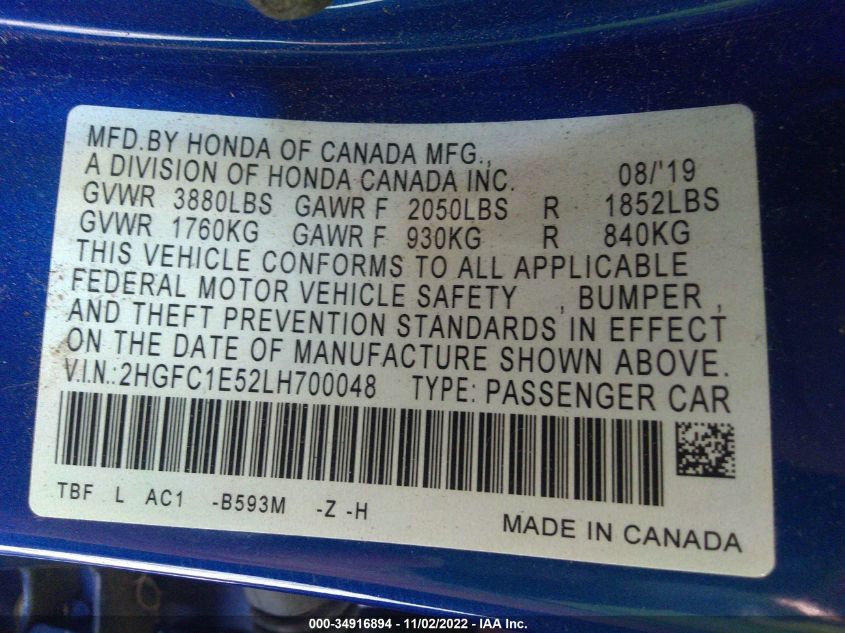 MFD.BY HONDA OF CANADA MFG.,
A DIVISION OF HONDA CANADA INC. 08/'19
GVWR 3880LBS GAWR F 2050LBS R 1852LBS
GVWR 1760KG GAWR F 930KG R 840KG
THIS VEHICLE CONFORMS TO ALL APPLICABLE
FEDERAL MOTOR VEHICLE SAFETY , BUMPER ,
AND THEFT PREVENTION STANDARDS IN EFFECT
ON THE DATE OF MANUFACTURE SHOWN ABOVE.
V.I.N.:2HGFC1E52LH700048 TYPE: PASSENGER CAR
TBF L AC1 -B593M -Z -H
MADE IN CANADA
000-34916894 - 11/02/2022 - IAA Inc.